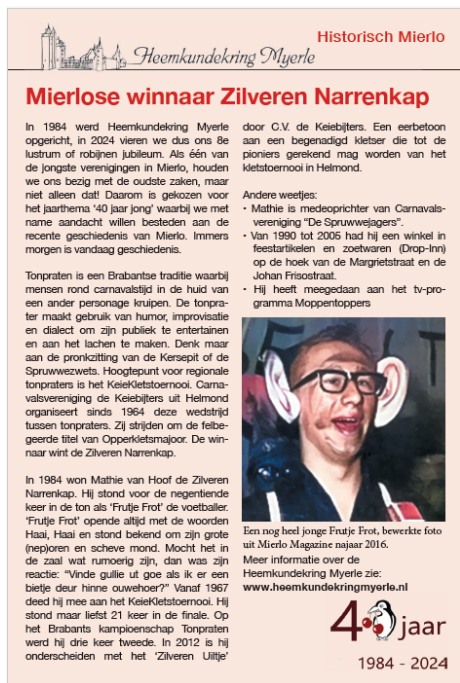 Historisch Mierlo
Heemkundekring Myerle
Mierlose winnaar Zilveren Narrenkap
In 1984 werd Heemkundekring Myerle
opgericht, in 2024 vieren we dus ons 8e
lustrum of robijnen jubileum. Als één van
de jongste verenigingen in Mierlo, houden
we ons bezig met de oudste zaken, maar
niet alleen dat! Daarom is gekozen voor
het jaarthema ‘40 jaar jong’ waarbij we met
name aandacht willen besteden aan de
recente geschiedenis van Mierlo. Immers
morgen is vandaag geschiedenis.
Tonpraten is een Brabantse traditie waarbij
mensen rond carnavalstijd in de huid van
een ander personage kruipen. De tonpra-
ter maakt gebruik van humor, improvisatie
en dialect om zijn publiek te entertainen
en aan het lachen te maken. Denk maar
aan de pronkzitting van de Kersepit of de
Spruwwezwets. Hoogtepunt voor regionale
tonpraters is het KeieKletstoernooi. Carna-
valsvereniging de Keiebijters uit Helmond
organiseert sinds 1964 deze wedstrijd
tussen tonpraters. Zij strijden om de felbe-
geerde titel van Opperkletsmajoor. De win-
naar wint de Zilveren Narrenkap.
In 1984 won Mathie van Hoof de Zilveren
Narrenkap. Hij stond voor de negentiende
keer in de ton als ‘Frutje Frot’ de voetballer.
‘Frutje Frot’ opende altijd met de woorden
Haai, Haai en stond bekend om zijn grote
(nep)oren en scheve mond. Mocht het in
de zaal wat rumoerig zijn, dan was zijn
reactie: “Vinde gullie ut goe als ik er een
bietje deur hinne ouwehoer?” Vanaf 1967
deed hij mee aan het KeieKletstoernooi. Hij
stond maar liefst 21 keer in de finale. Op
het Brabants kampioenschap Tonpraten
werd hij drie keer tweede. In 2012 is hij
onderscheiden met het ‘Zilveren Uiltje’
door C.V. de Keiebijters. Een eerbetoon
aan een begenadigd kletser die tot de
pioniers gerekend mag worden van het
kletstoernooi in Helmond.
Andere weetjes:
• Mathie is medeoprichter van Carnavals-
vereniging “De Spruwwejagers”.
• Van 1990 tot 2005 had hij een winkel in
feestartikelen en zoetwaren (Drop-Inn)
op de hoek van de Margrietstraat en de
Johan Frisostraat.
• Hij heeft meegedaan aan het tv-pro-
gramma Moppentoppers
Een nog heel jonge Frutje Frot, bewerkte foto
uit Mierlo Magazine najaar 2016.
Meer informatie over de
Heemkundekring Myerle zie:
www.heemkundekringmyerle.nl
40 jaar
1984 - 2024